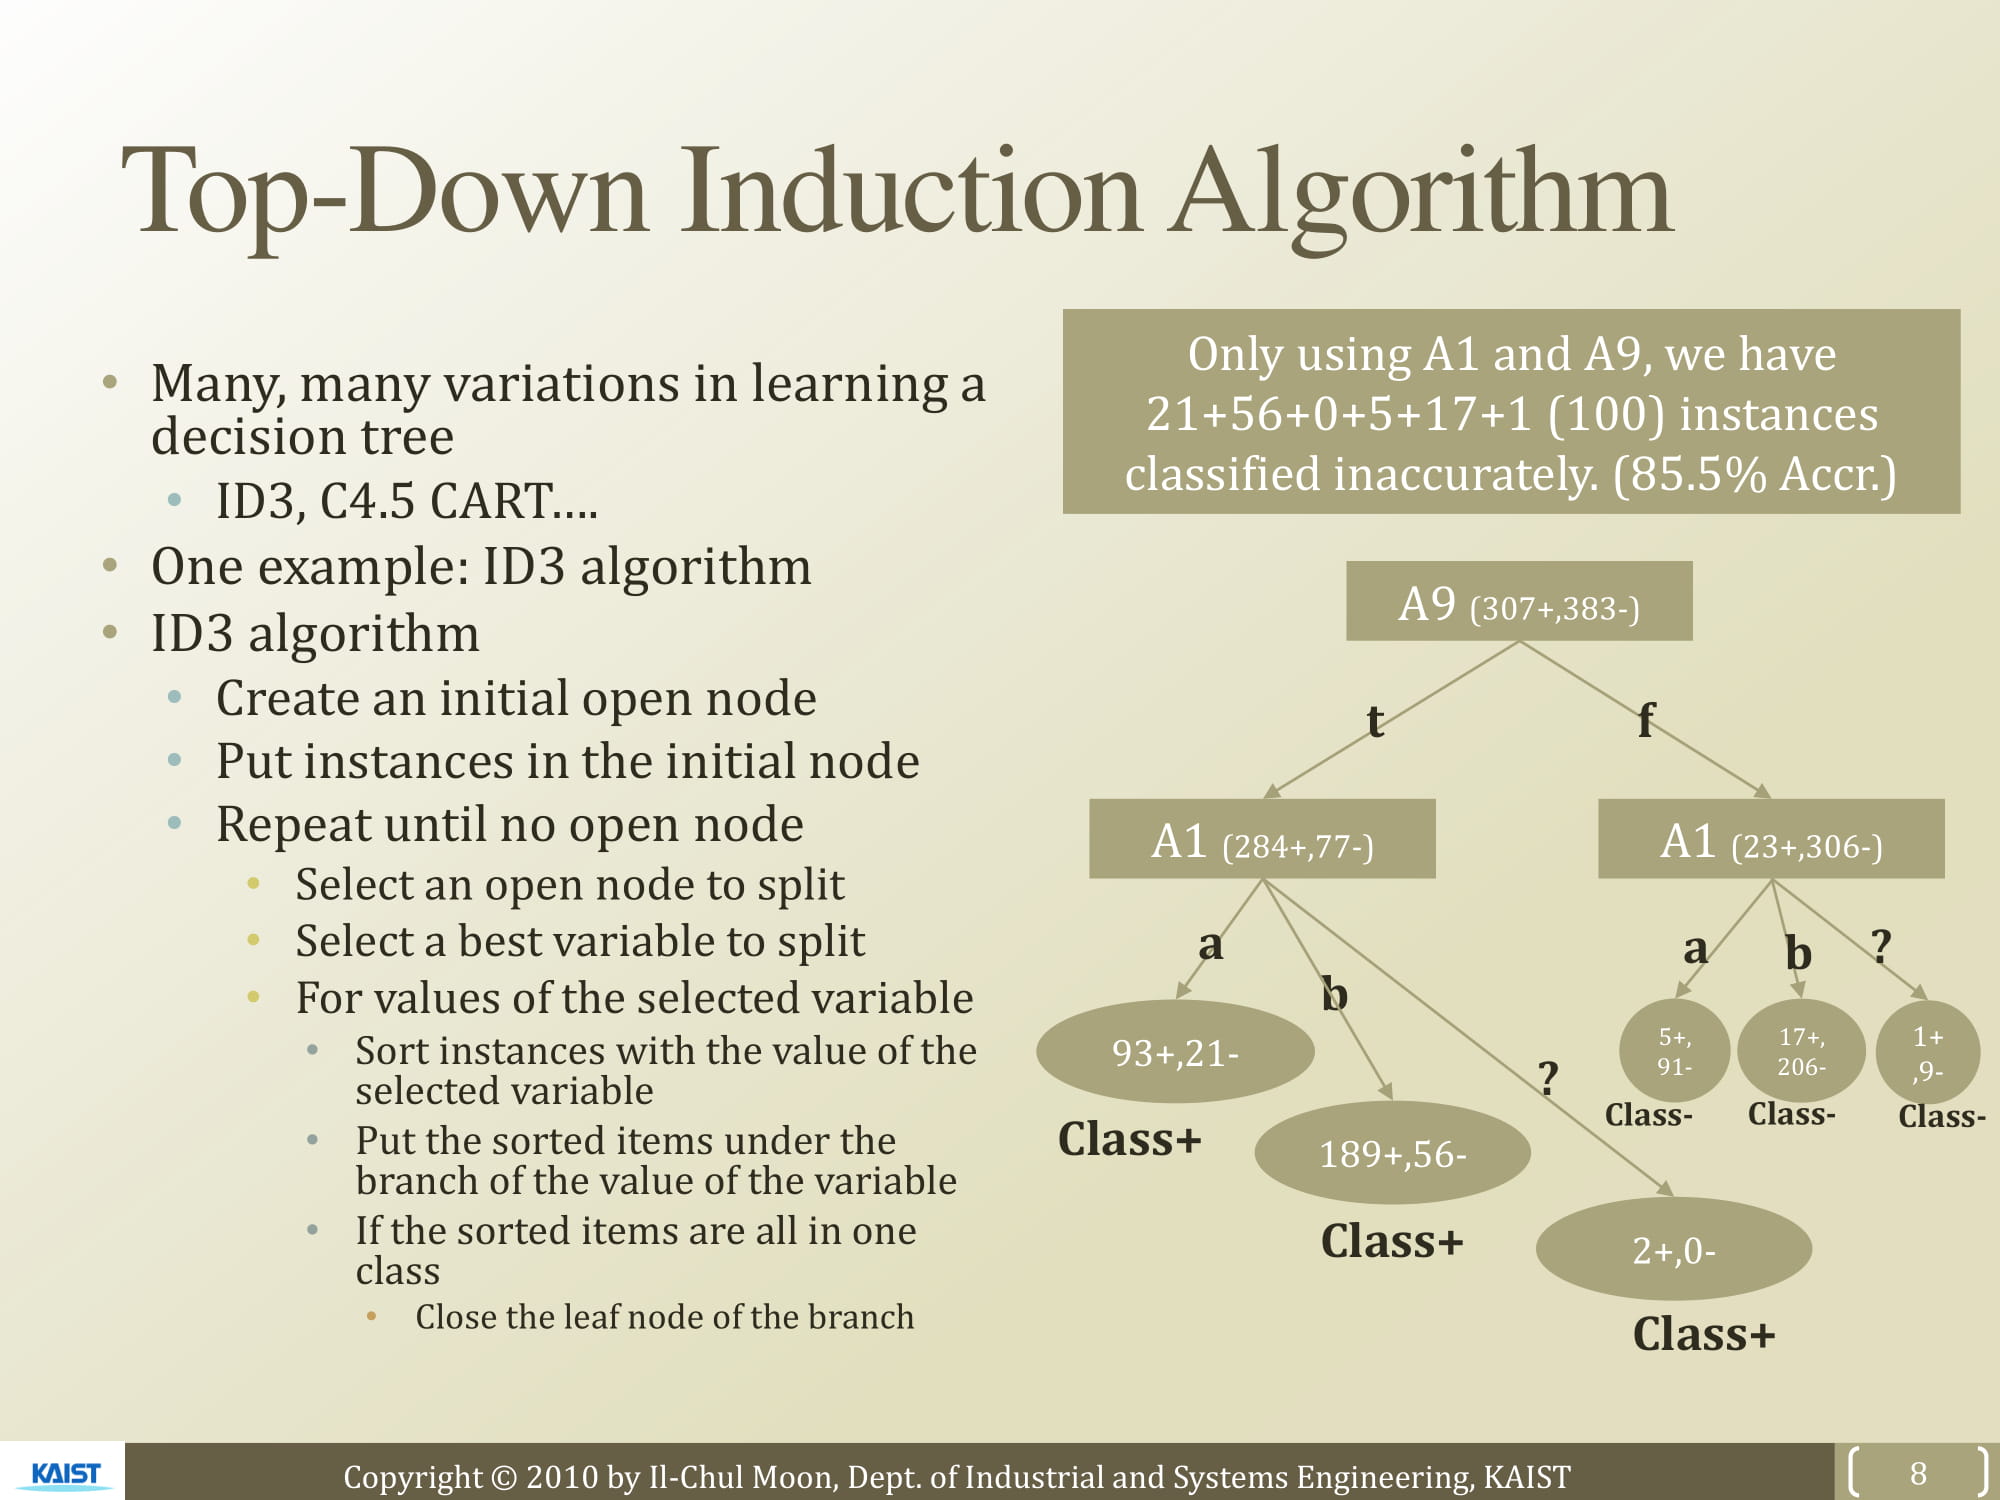 Top-Down Induction Algorithm
• Many, many variations in learning a
decision tree
• ID3, C4.5 CART....
• One example: ID3 algorithm
• ID3 algorithm
• Create an initial open node
• Put instances in the initial node
• Repeat until no open node
• Select an open node to split
• Select a best variable to split
• For values of the selected variable
• Sort instances with the value of the
selected variable
• Put the sorted items under the
branch of the value of the variable
• If the sorted items are all in one
class
• Close the leaf node of the branch
Only using A1 and A9, we have
21+56+0+5+17+1 (100) instances
classified inaccurately. (85.5% Accr.)
A9 (307+,383-)
t
f
A1 (284+,77-)
A1 (23+,306-)
a
b
?
a
b
?
93+,21-
Class+
189+,56-
Class+
2+,0-
Class+
5+,
91-
Class-
17+,
206-
Class-
1+
,9-
Class-
KAIST
Copyright © 2010 by Il-Chul Moon, Dept. of Industrial and Systems Engineering, KAIST
8